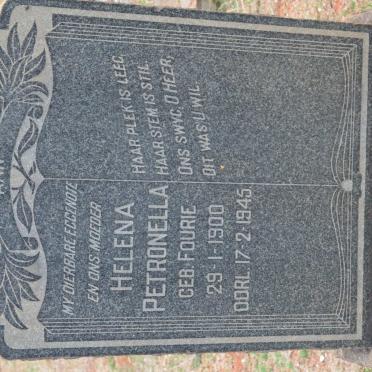 MY DIERBARE EGGENOTE
EN ONS MOEDER
HELENA
PETRONELLA
GEB. FOURIE.
29-1-1900
OORL. 17-2-1945.
HAAR PLEK IS LEEG,
HAAR STEM IS STIL.
ONS SWYG, O HEER,
DIT WAS U WIL.